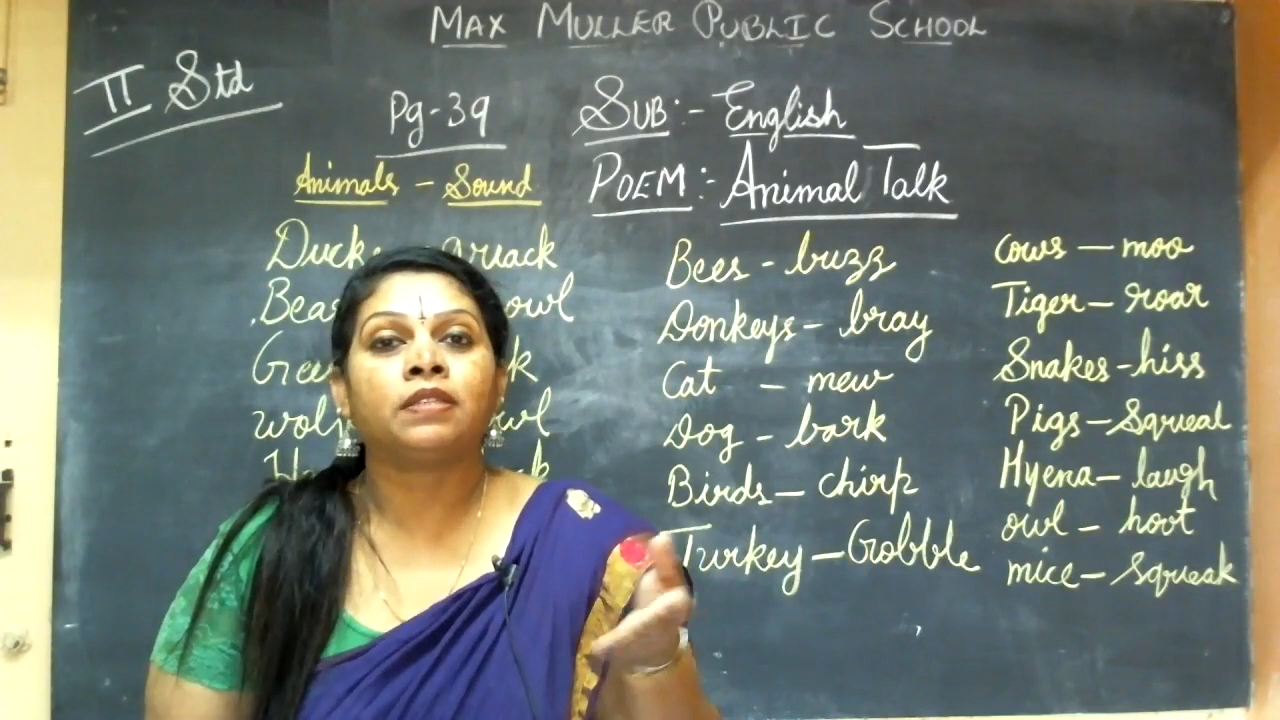 MAX MULLER PUBLIC SCHOOL
II Std
Pg-39
SUB:- English
POEM:- Animal Talk
Animals - Sound
quack
Bees - buzz
Donkeys - bray
Cat - mew
Dog - bark
Birds - chirp
Turkey - Gobble
cows - moo
Tiger - roar
Snakes - hiss
Pigs - Squeal
Hyena - laugh
owl - hoot
mice - Squeak